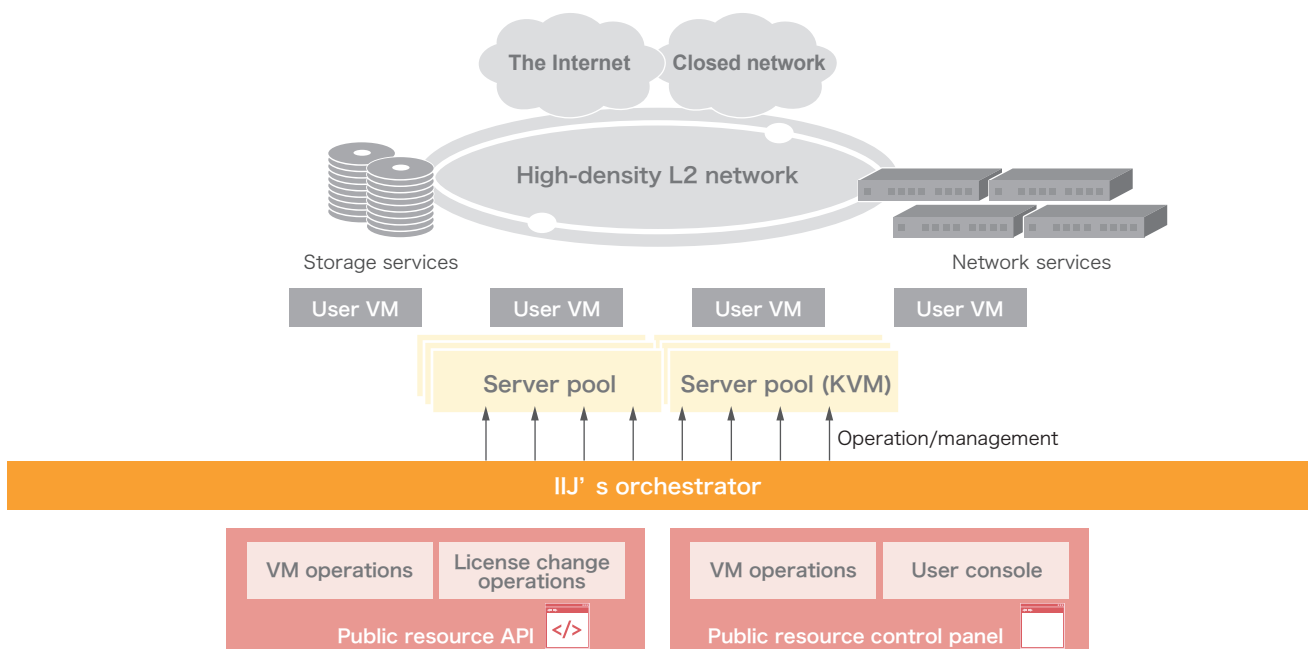 The Internet
Closed network
High-density L2 network
Storage services
Network services
User VM
User VM
User VM
User VM
Server pool
Server pool (KVM)
Operation/management
IIJ’ s orchestrator
VM operations
License change
operations
VM operations
User console
Public resource API
</>
Public resource control panel